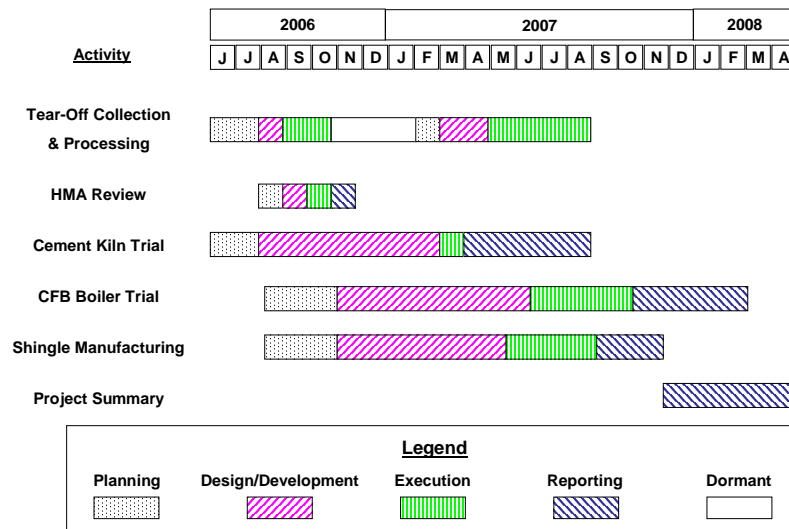 2006 2007 2008
Activity J J A S O N D J F M A M J J A S O N D J F M A
Tear-Off Collection
& Processing
HMA Review
Cement Kiln Trial
CFB Boiler Trial
Shingle Manufacturing
Project Summary
Legend
Planning Design/Development Execution Reporting Dormant